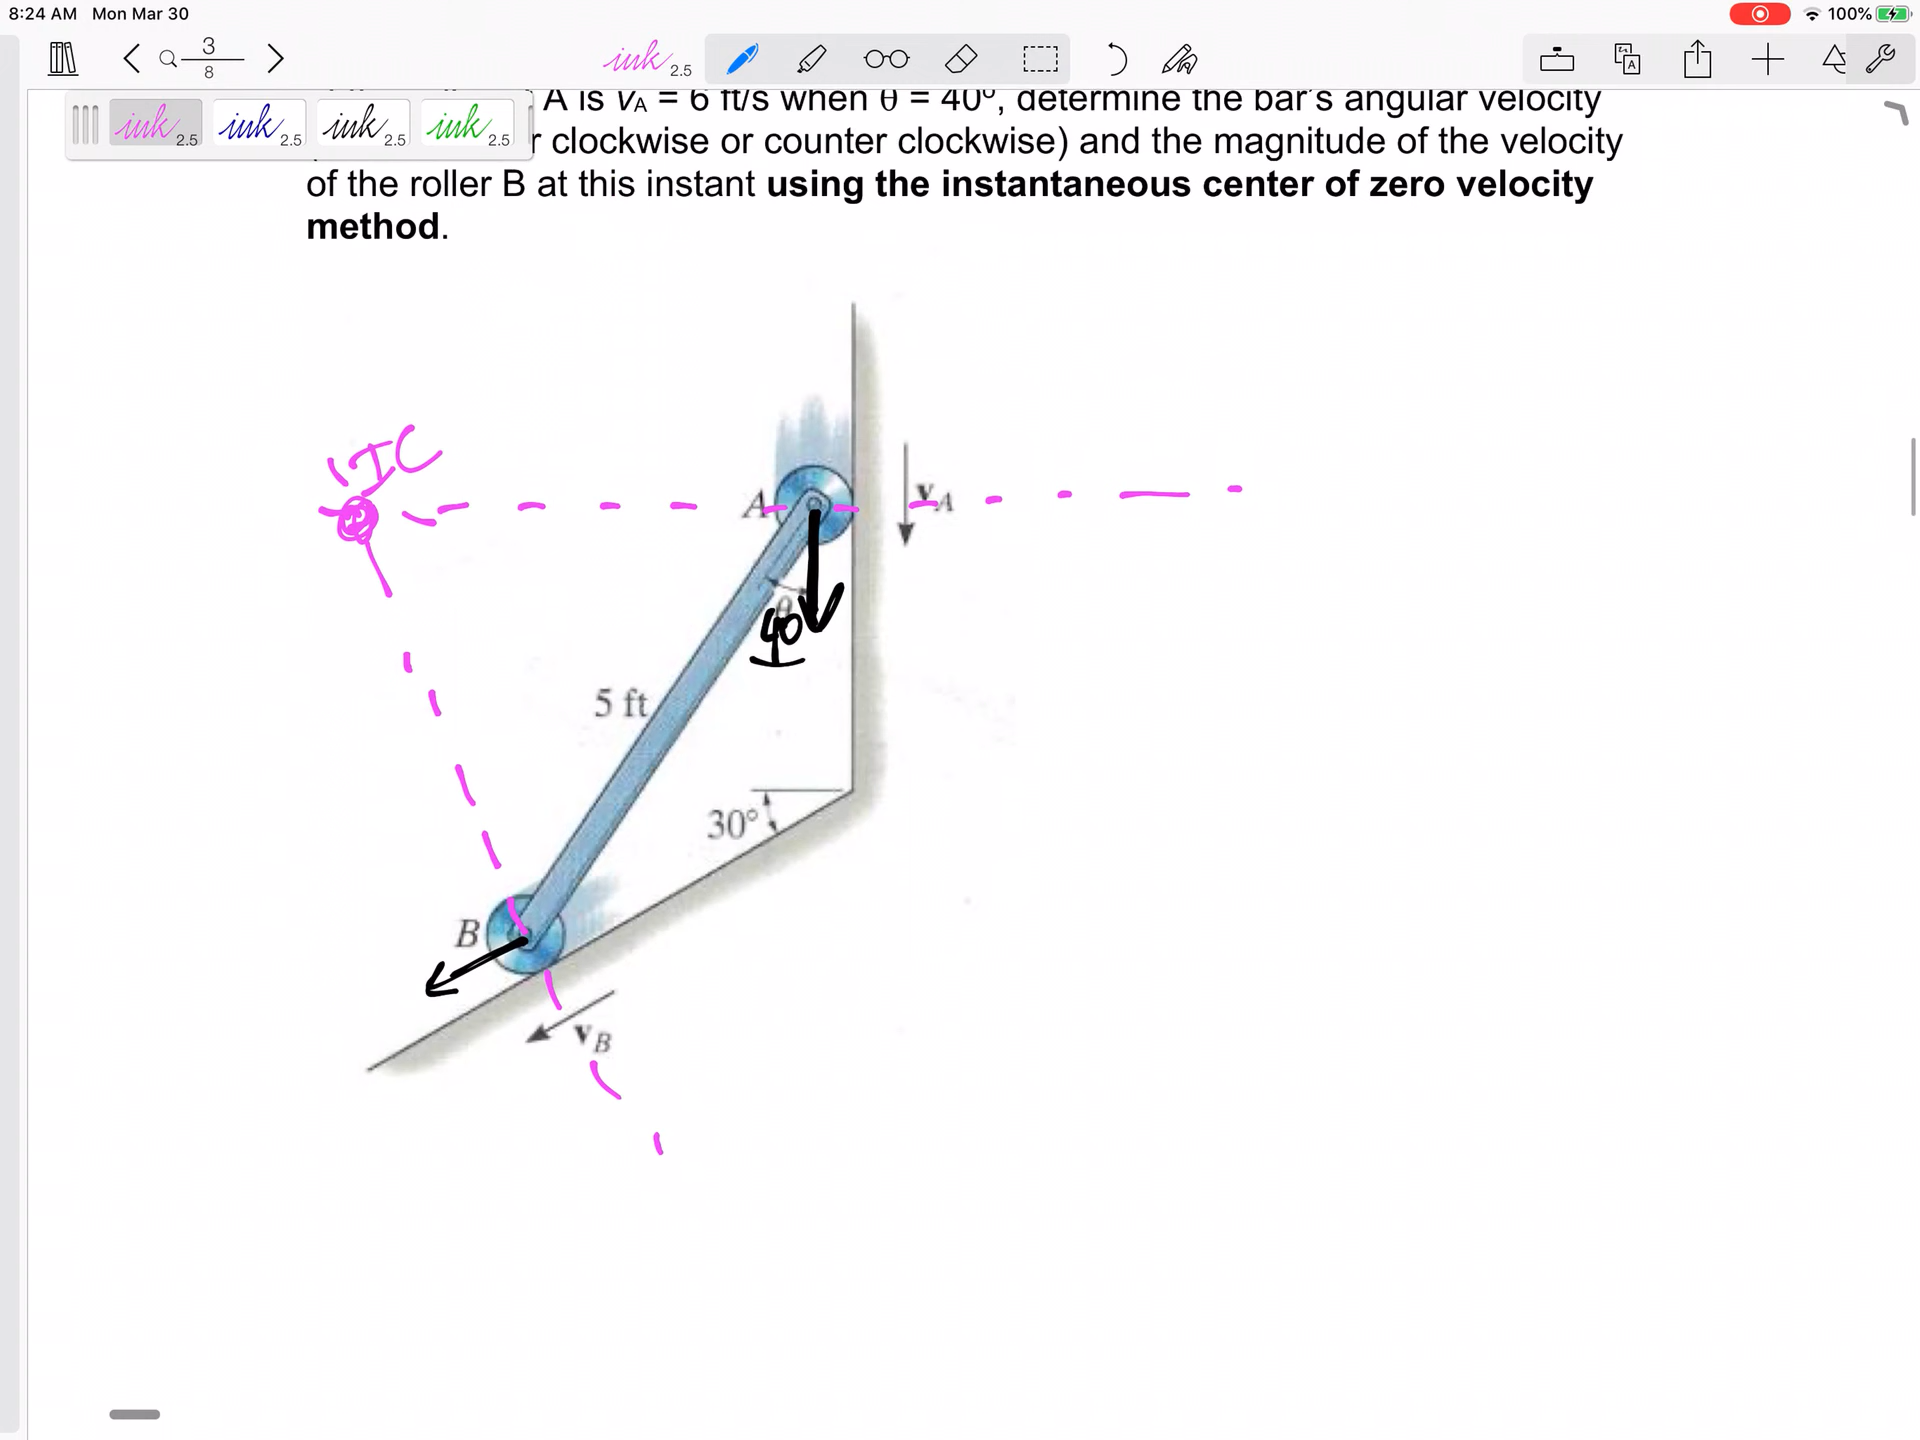 8:24 AM Mon Mar 30
100%
3
8
ink 2.5
A
ink 2.5 ink 2.5 ink 2.5 ink 2.5
A is vA = 6 ft/s when θ = 40º, determine the bar's angular velocity
r clockwise or counter clockwise) and the magnitude of the velocity
of the roller B at this instant using the instantaneous center of zero velocity
method.
IC
A
vA
θ
40
5 ft
30°
B
vB